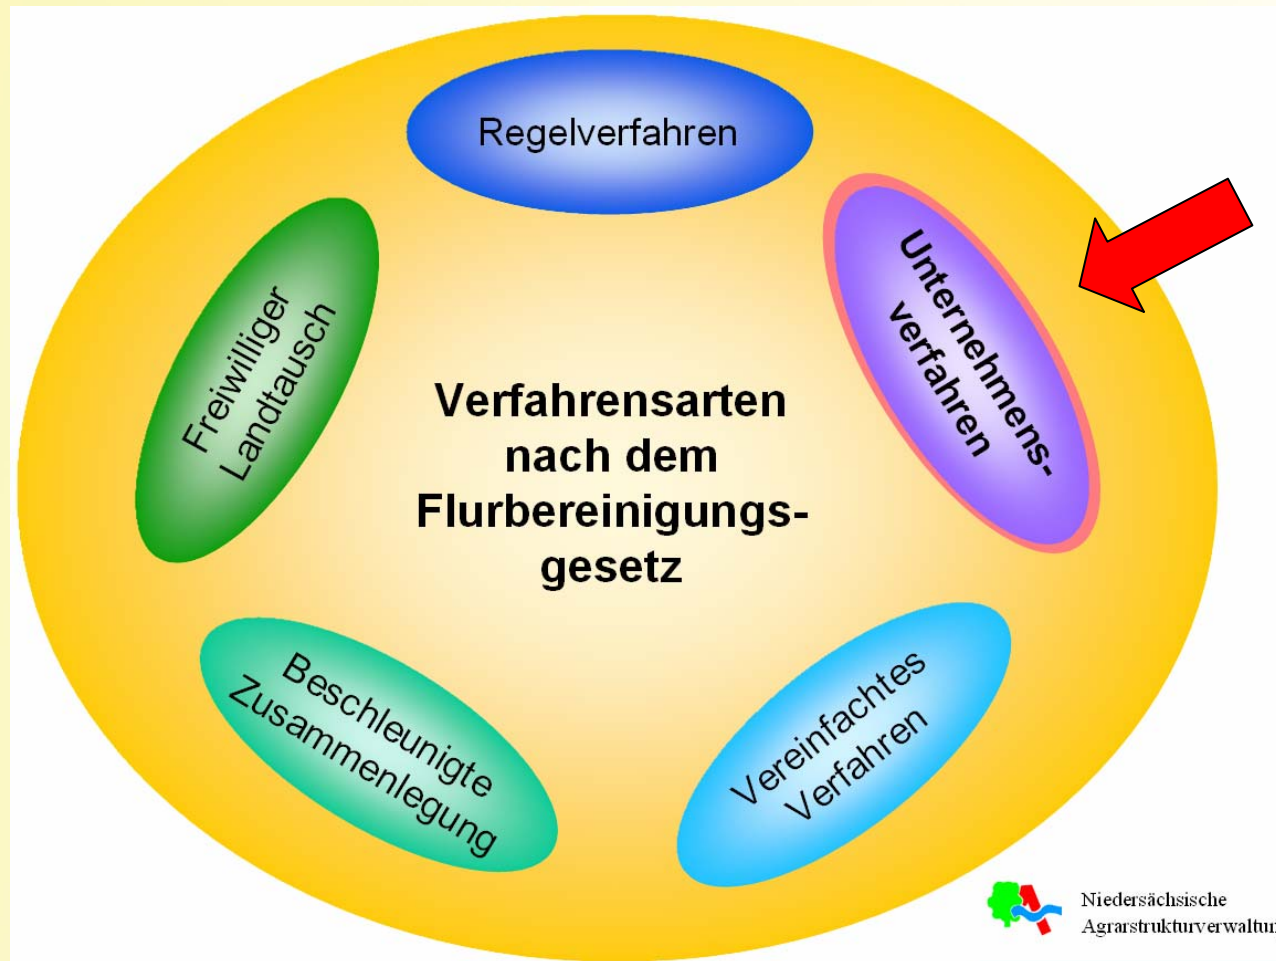 Regelverfahren
Unternehmens-
verfahren
Freiwilliger
Landtausch
Verfahrensarten
nach dem
Flurbereinigungs-
gesetz
Beschleunigte
Zusammenlegung
Vereinfachtes
Verfahren
Niedersächsische
Agrarstrukturverwaltun